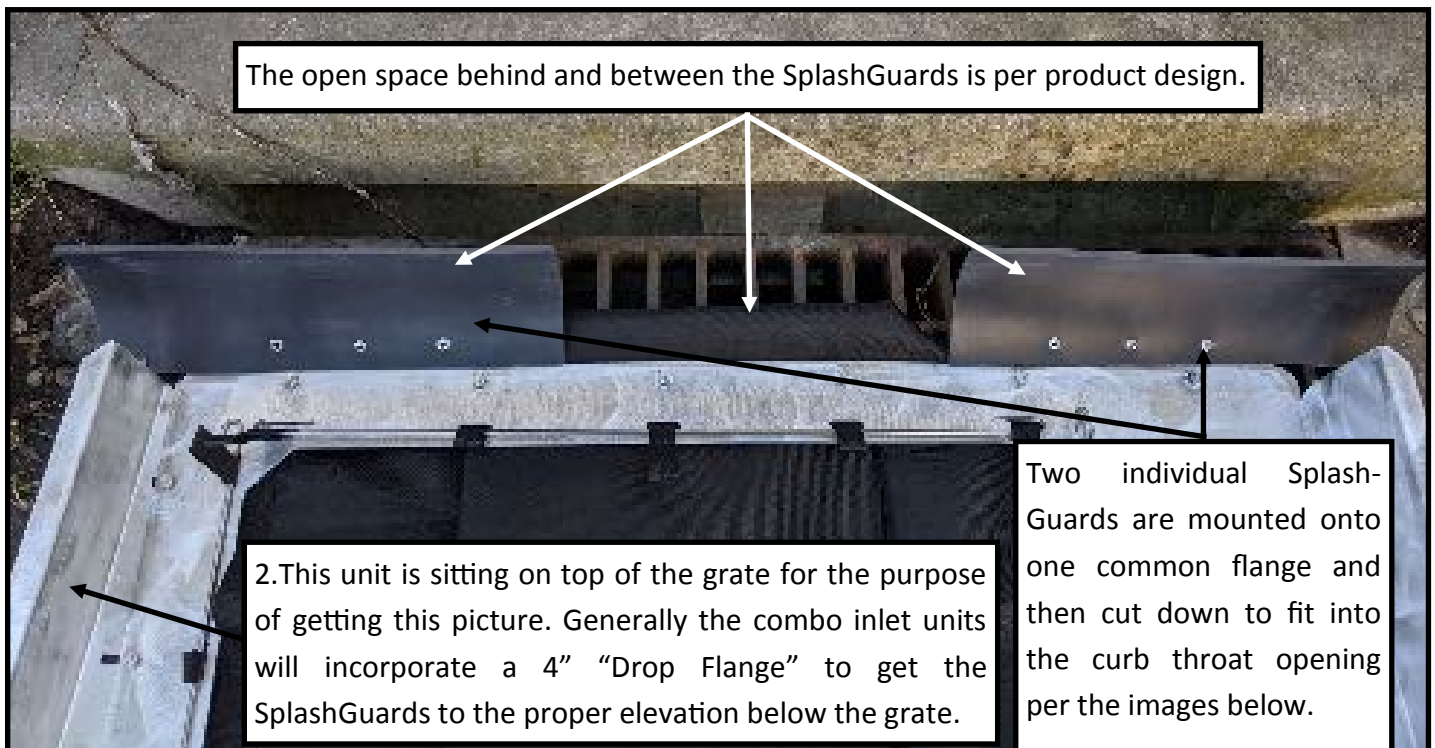 The open space behind and between the SplashGuards is per product design.
2.This unit is sitting on top of the grate for the purpose
of getting this picture. Generally the combo inlet units
will incorporate a 4” “Drop Flange” to get the
SplashGuards to the proper elevation below the grate.
Two individual Splash-
Guards are mounted onto
one common flange and
then cut down to fit into
the curb throat opening
per the images below.